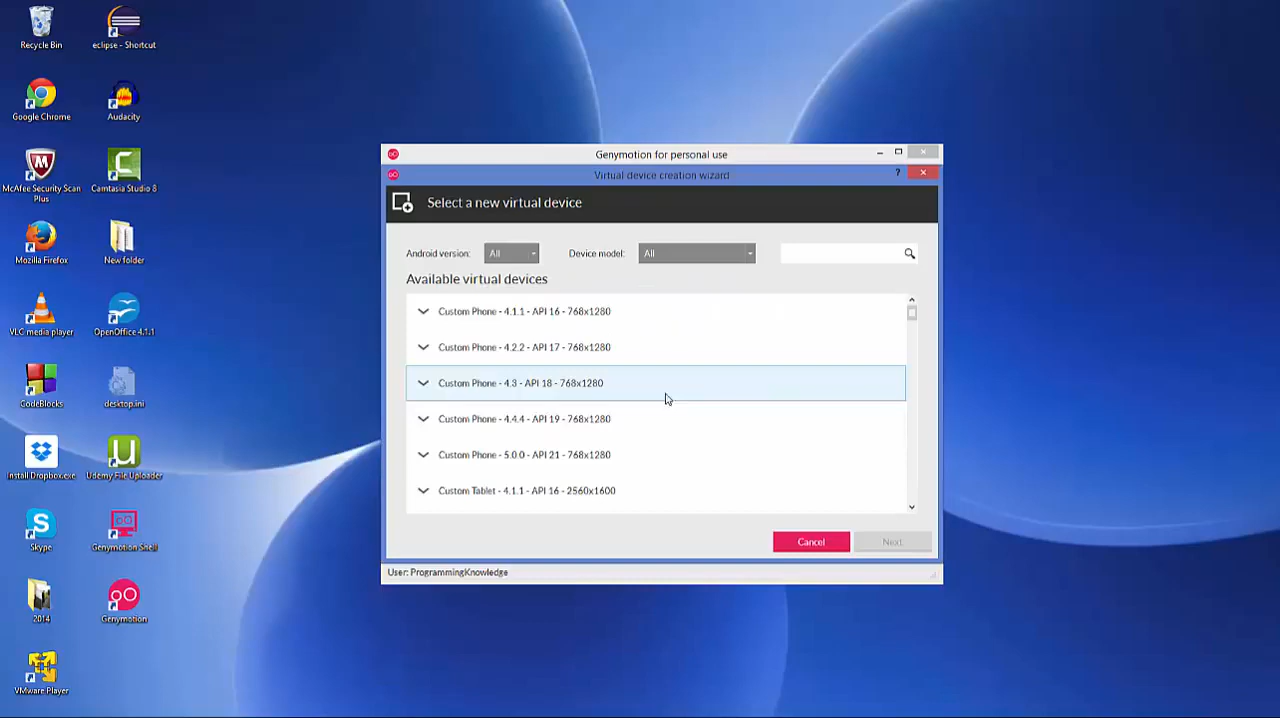 Recycle Bin
eclipse - Shortcut
Google Chrome
Audacity
McAfee Security Scan
Plus
Camtasia Studio 8
Mozilla Firefox
New folder
VLC media player
OpenOffice 4.1.1
CodeBlocks
desktop.ini
Install Dropbox.exe
Udemy File Uploader
Skype
Genymotion Shell
2014
Genymotion
VMware Player
Genymotion for personal use
Virtual device creation wizard
?
Select a new virtual device
Android version: All Device model: All
Available virtual devices
Custom Phone - 4.1.1 - API 16 - 768x1280
Custom Phone - 4.2.2 - API 17 - 768x1280
Custom Phone - 4.3 - API 18 - 768x1280
Custom Phone - 4.4.4 - API 19 - 768x1280
Custom Phone - 5.0.0 - API 21 - 768x1280
Custom Tablet - 4.1.1 - API 16 - 2560x1600
Cancel Next
User: ProgrammingKnowledge